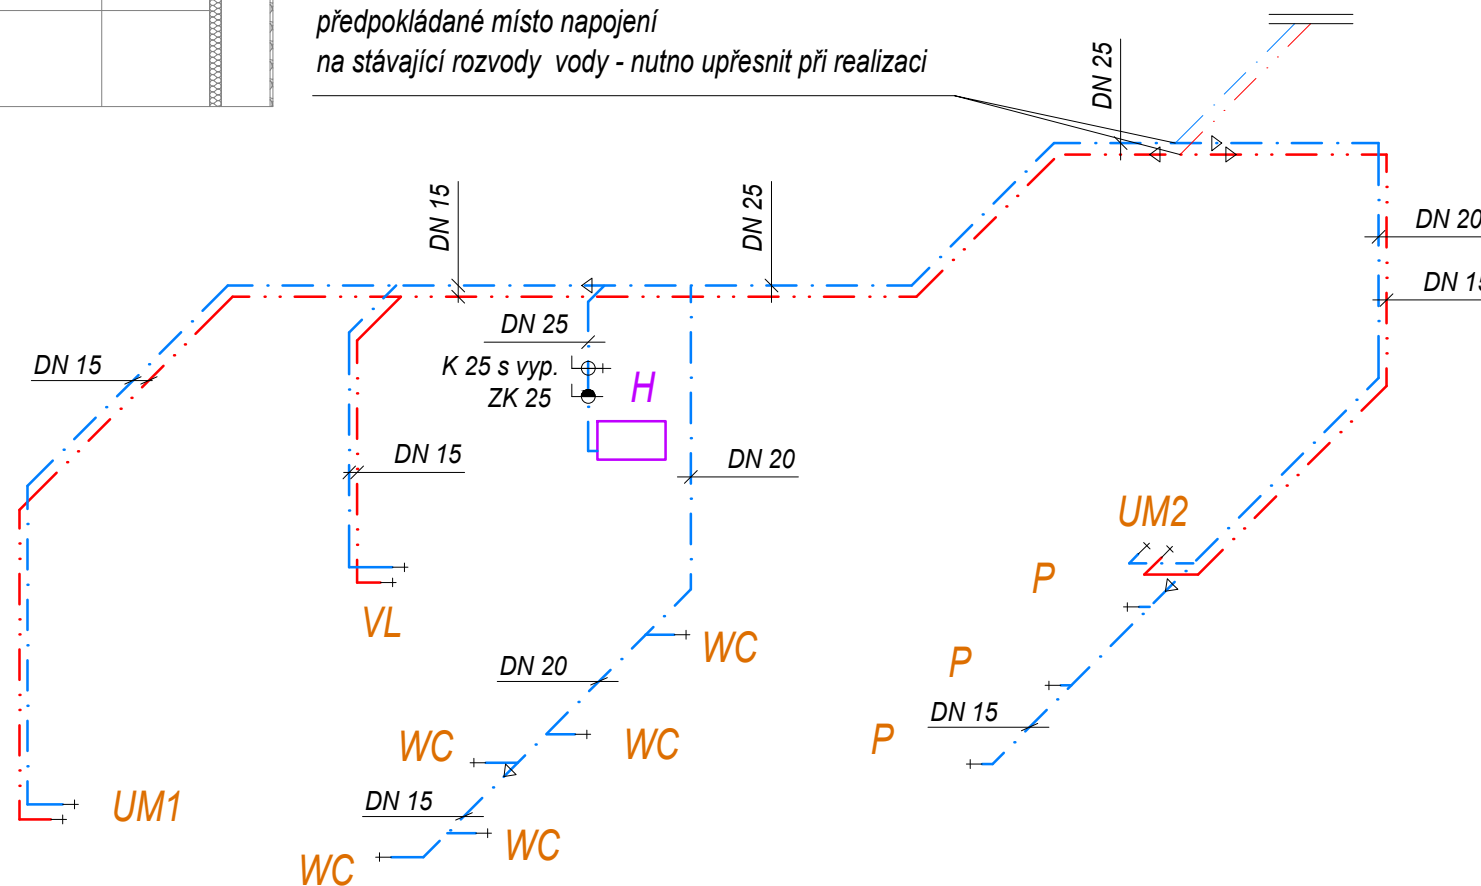 předpokládané místo napojení
na stávající rozvody vody - nutno upřesnit při realizaci
DN 25
DN 15
DN 25
DN 20
DN 15
DN 25
DN 15
K 25 s vyp.
H
ZK 25
DN 15
DN 20
UM2
P
VL
WC
P
DN 20
DN 15
WC
WC
P
DN 15
UM1
WC
WC